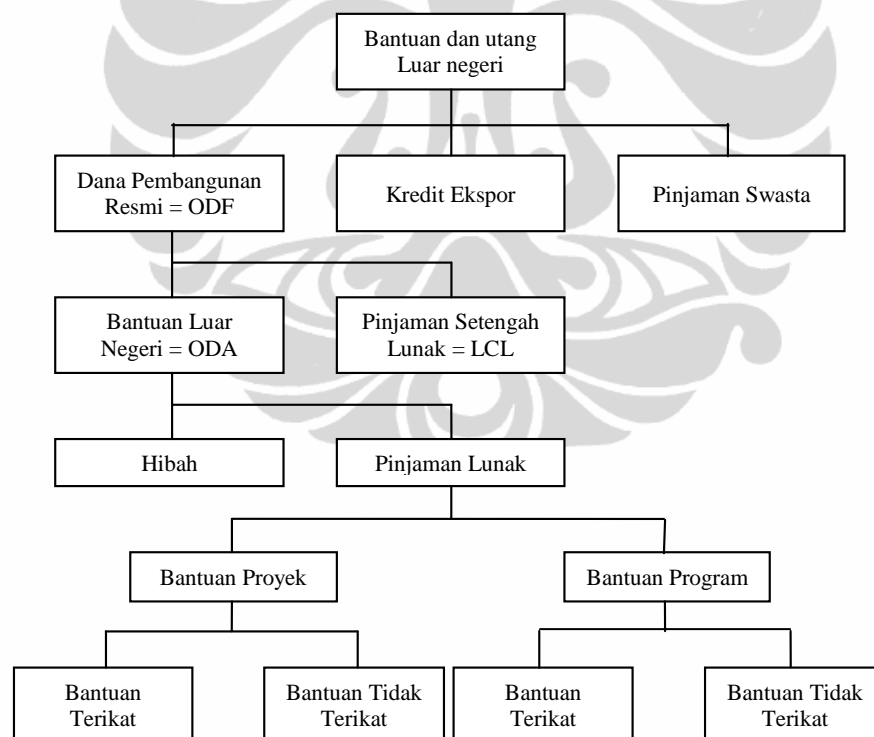 Bantuan dan utang
Luar negeri
Dana Pembangunan
Resmi = ODF
Kredit Ekspor
Pinjaman Swasta
Bantuan Luar
Negeri = ODA
Pinjaman Setengah
Lunak = LCL
Hibah
Pinjaman Lunak
Bantuan Proyek
Bantuan Program
Bantuan
Terikat
Bantuan Tidak
Terikat
Bantuan
Terikat
Bantuan Tidak
Terikat